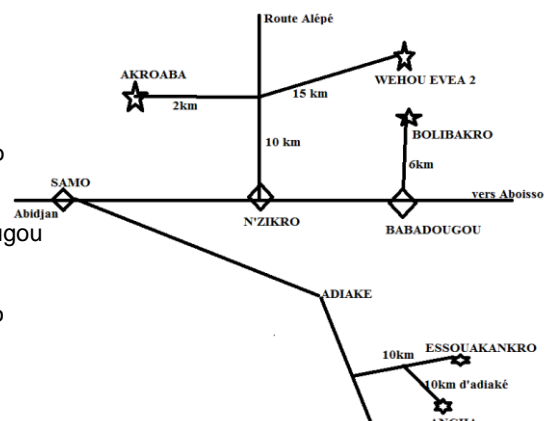 Route Alépé
AKROABA
WEHOU EVEA 2
2km
15 km
BOLIBAKRO
10 km
6km
SAMO
vers Aboisso
Abidjan
N'ZIKRO
BABADOUGOU
ADIAKE
ESSOUAKANKRO
10km
10km d'adiaké